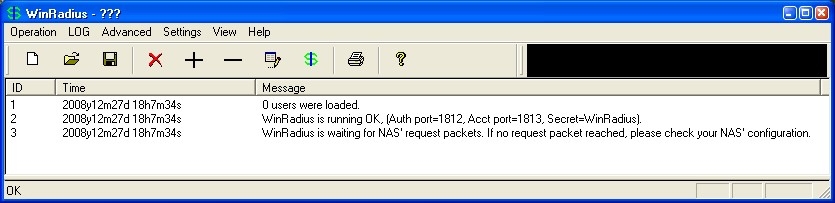 WinRadius - ???
Operation LOG Advanced Settings View Help
ID Time Message
1 2008y12m27d 18h7m34s 0 users were loaded.
2 2008y12m27d 18h7m34s WinRadius is running OK, (Auth port=1812, Acct port=1813, Secret=WinRadius).
3 2008y12m27d 18h7m34s WinRadius is waiting for NAS' request packets. If no request packet reached, please check your NAS' configuration.
OK